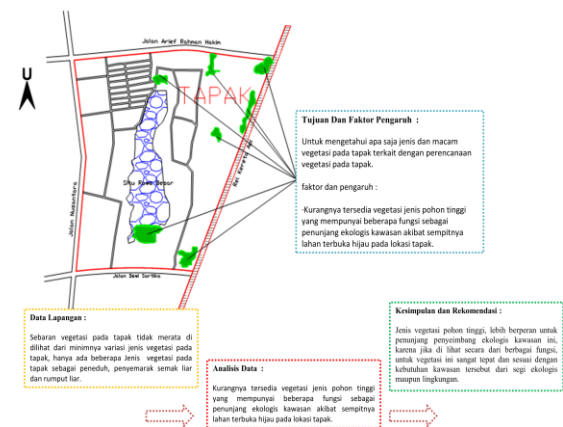 Jalan Arief Rahman Hakim
U
TAPAK
Rel Kereta Api
Situ Rawa Besar
Jalan Nusantara
Jalan Dewi Sartika
Tujuan Dan Faktor Pengaruh :
Untuk mengetahui apa saja jenis dan macam
vegetasi pada tapak terkait dengan perencanaan
vegetasi pada tapak.
faktor dan pengaruh :
-Kurangnya tersedia vegetasi jenis pohon tinggi
yang mempunyai beberapa fungsi sebagai
penunjang ekologis kawasan akibat sempitnya
lahan terbuka hijau pada lokasi tapak.
Data Lapangan :
Sebaran vegetasi pada tapak tidak merata di
dilihat dari minimnya variasi jenis vegetasi pada
tapak, hanya ada beberapa Jenis vegetasi pada
tapak sebagai peneduh, penyemarak semak liar
dan rumput liar.
Analisis Data :
Kurangnya tersedia vegetasi jenis pohon tinggi
yang mempunyai beberapa fungsi sebagai
penunjang ekologis kawasan akibat sempitnya
lahan terbuka hijau pada lokasi tapak.
Kesimpulan dan Rekomendasi :
Jenis vegetasi pohon tinggi, lebih berperan untuk
penunjang penyeimbang ekologis kawasan ini,
karena jika di lihat secara dari berbagai fungsi,
untuk vegetasi ini sangat tepat dan sesuai dengan
kebutuhan kawasan tersebut dari segi ekologis
maupun lingkungan.